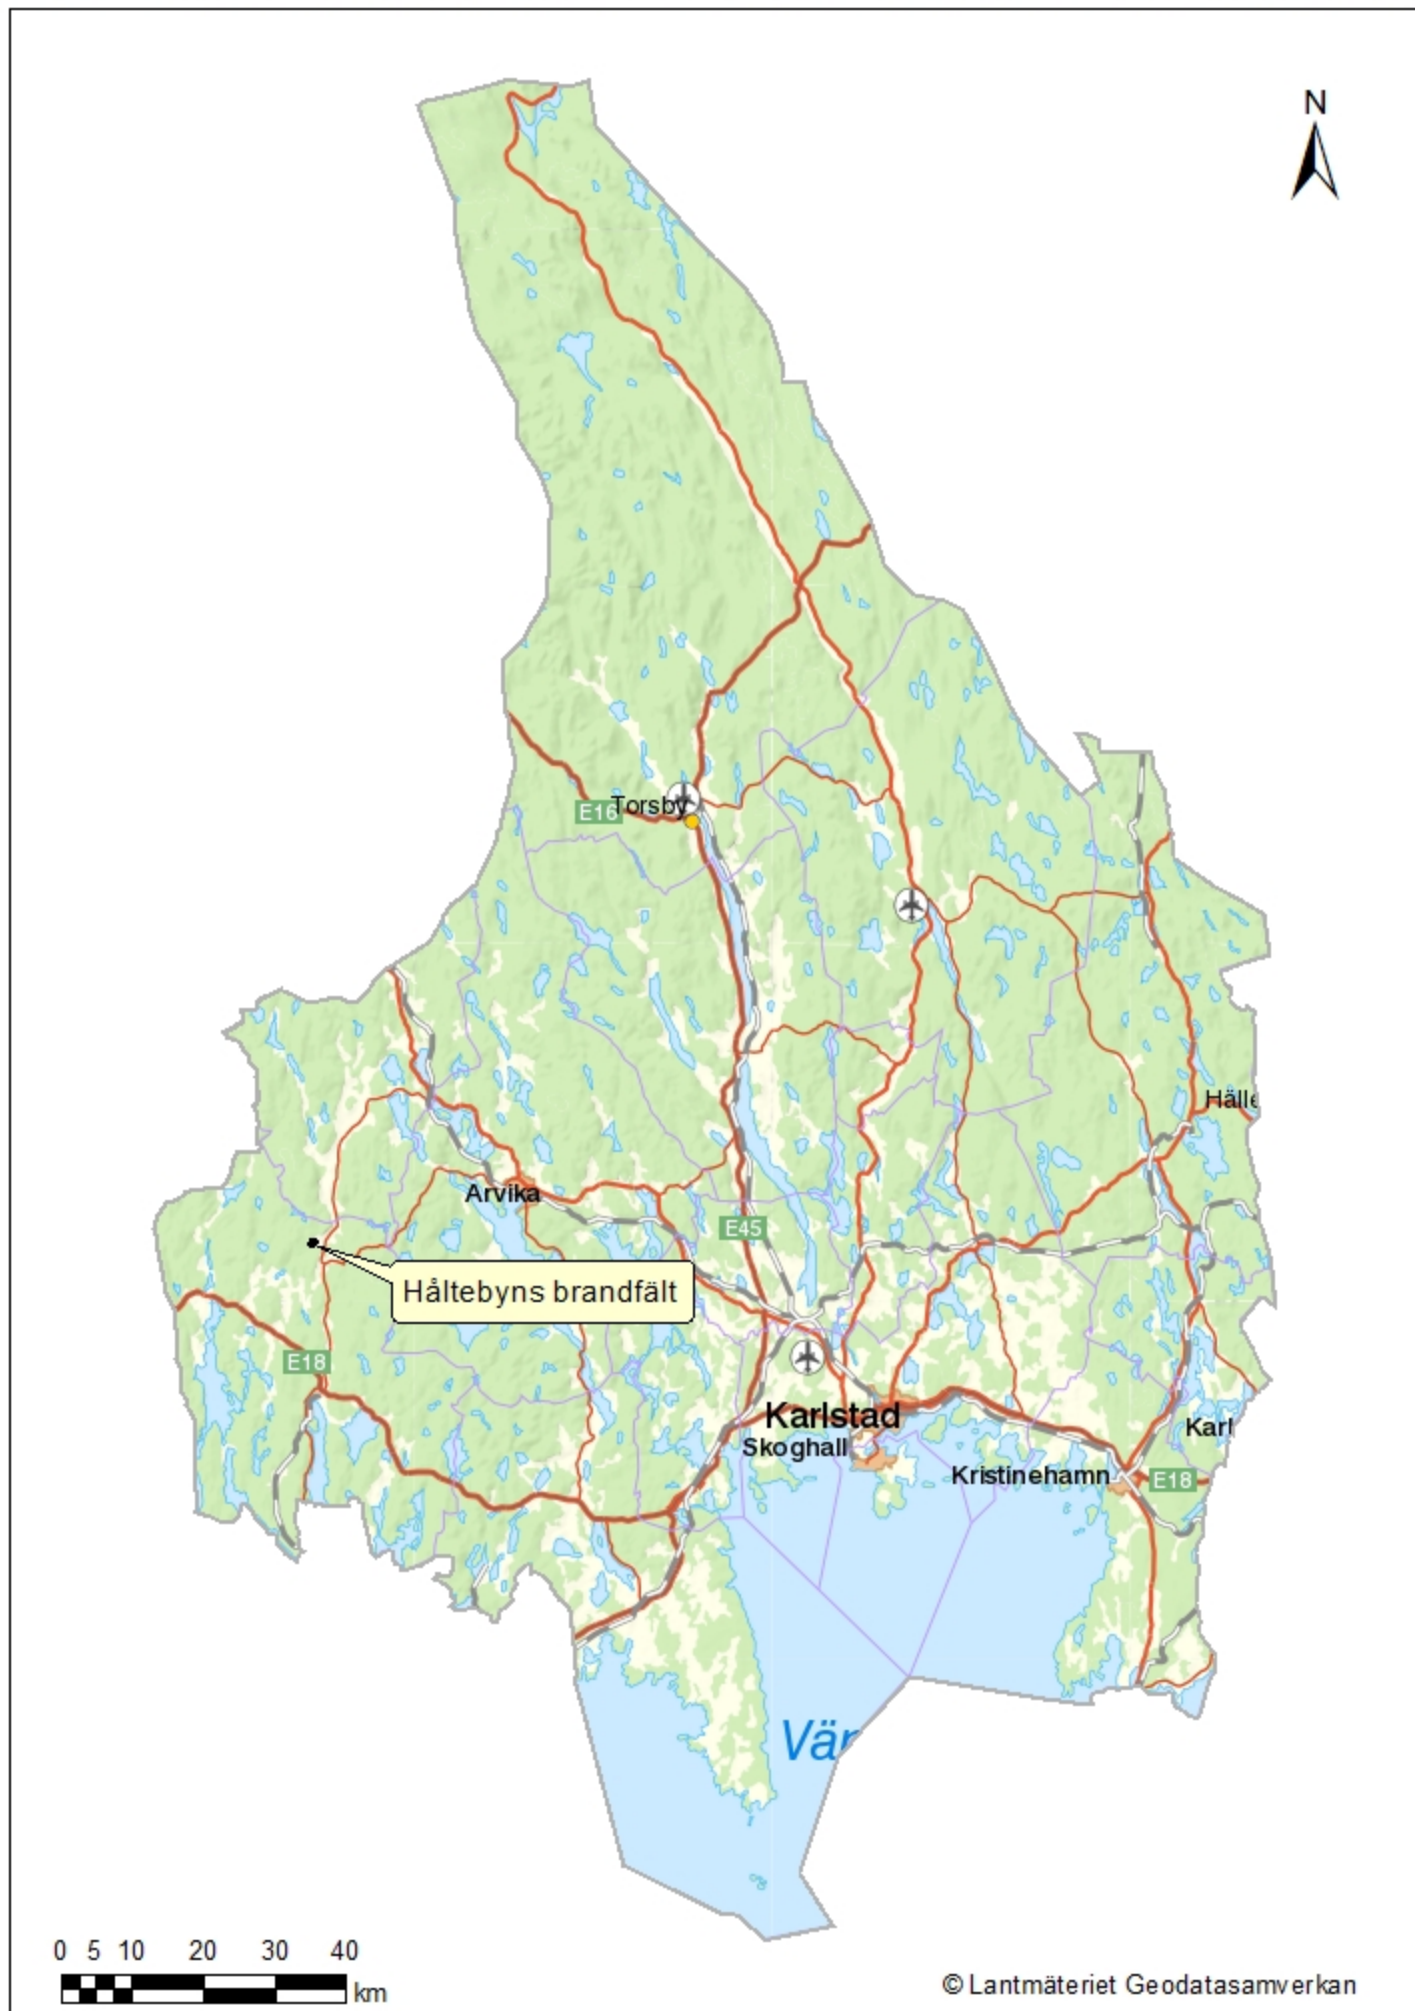 N
E16
Torsby
Hälle
Arvika
E45
Håltebyns brandfält
E18
Karlstad
Skoghall
Karl
Kristinehamn
E18
Vär
0 5 10 20 30 40
km
© Lantmäteriet Geodatasamverkan